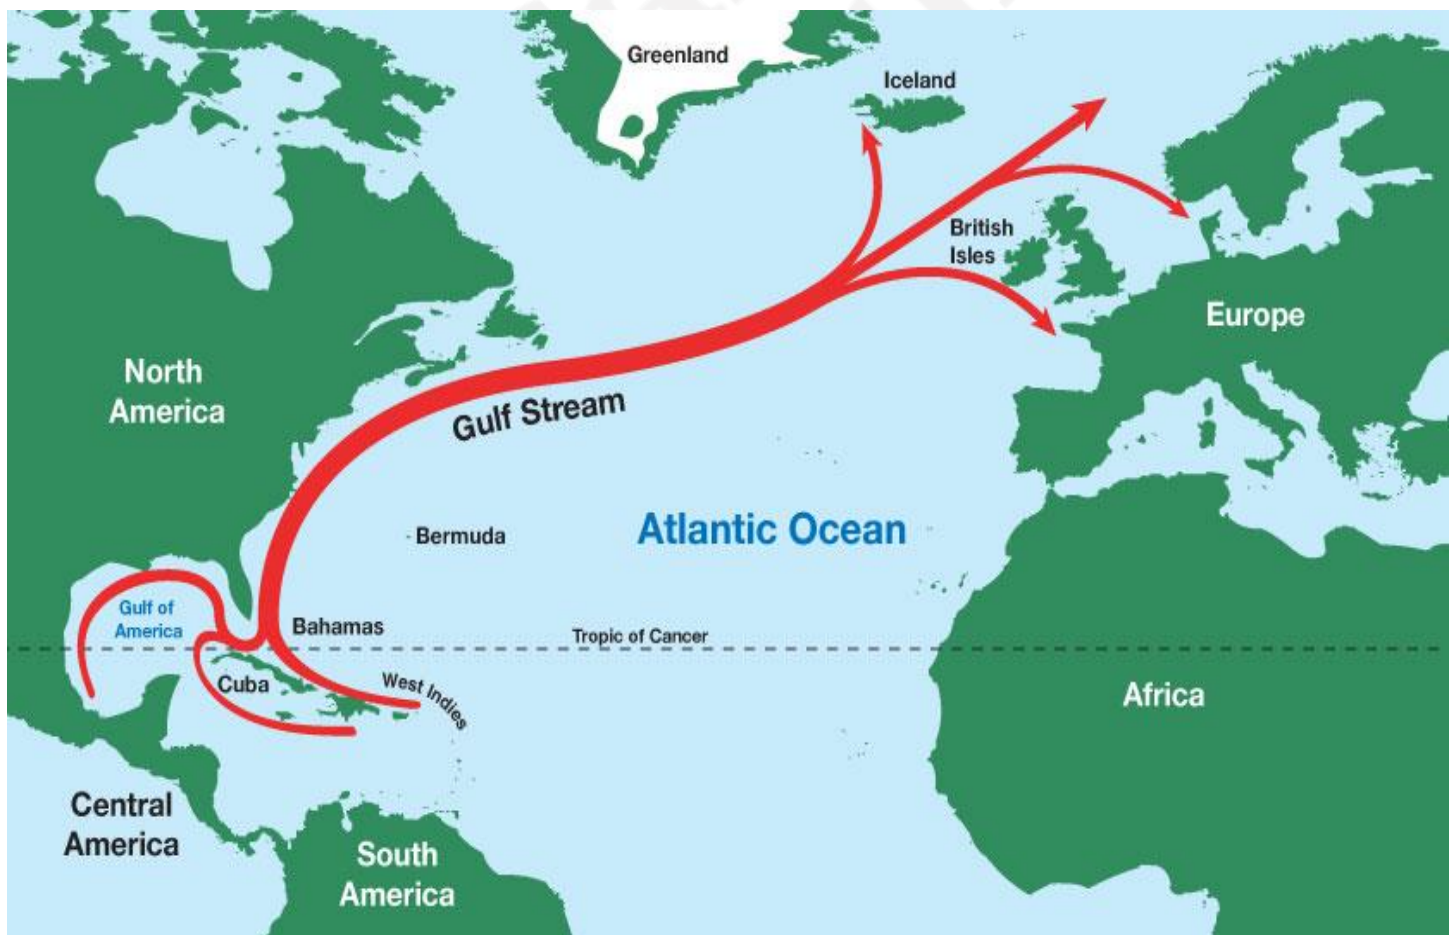 Greenland
Iceland
British
Isles
Europe
North
America
Gulf Stream
Atlantic Ocean
Bermuda
Gulf of
America
Bahamas
Tropic of Cancer
Cuba
West Indies
Africa
Central
America
South
America